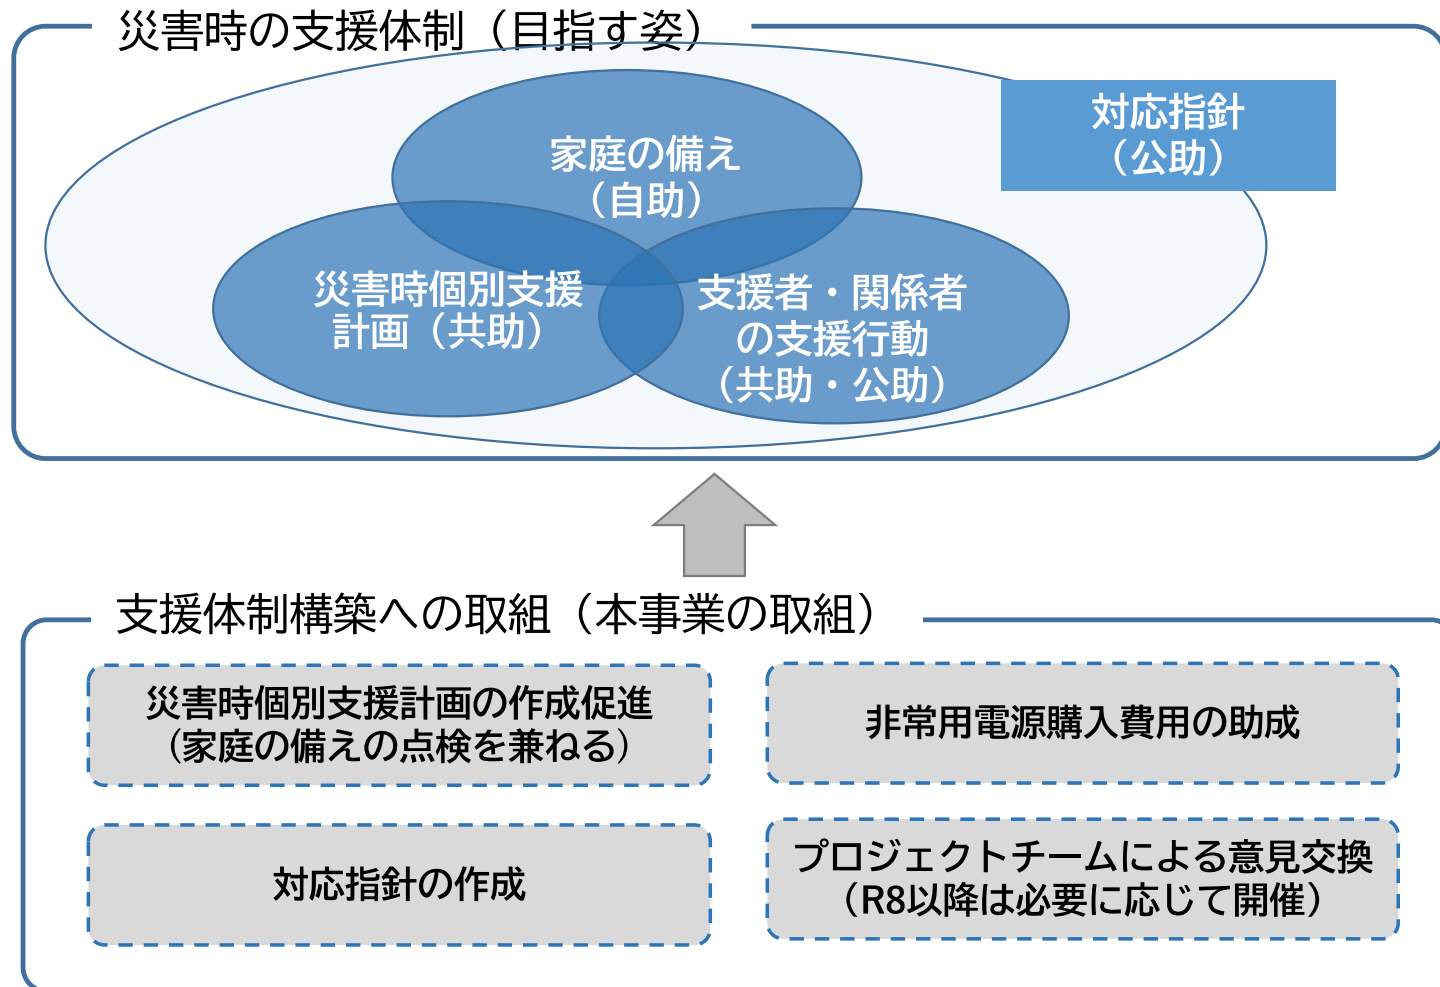 災害時の支援体制（目指す姿）
対応指針
（公助）
家庭の備え
（自助）
災害時個別支援
計画（共助）
支援者・関係者
の支援行動
（共助・公助）
支援体制構築への取組（本事業の取組）
災害時個別支援計画の作成促進
（家庭の備えの点検を兼ねる）
非常用電源購入費用の助成
対応指針の作成
プロジェクトチームによる意見交換
（R8以降は必要に応じて開催）